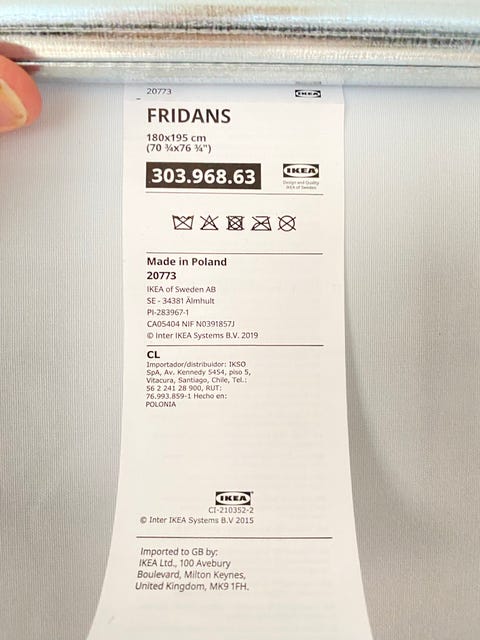 20773
IKEA
FRIDANS
180x195 cm
(70 ¾x76 ¾")
303.968.63
IKEA
Design and Quality
IKEA of Sweden
Made in Poland
20773
IKEA of Sweden AB
SE - 34381 Älmhult
PI-283967-1
CA05404 NIF N0391857J
© Inter IKEA Systems B.V. 2019
CL
Importador/distribuidor: IKSO
SpA, Av. Kennedy 5454, piso 5,
Vitacura, Santiago, Chile, Tel.:
56 2 241 28 900, RUT:
76.993.859-1 Hecho en:
POLONIA
IKEA
CI-210352-2
© Inter IKEA Systems B.V 2015
Imported to GB by:
IKEA Ltd., 100 Avebury
Boulevard, Milton Keynes,
United Kingdom, MK9 1FH.